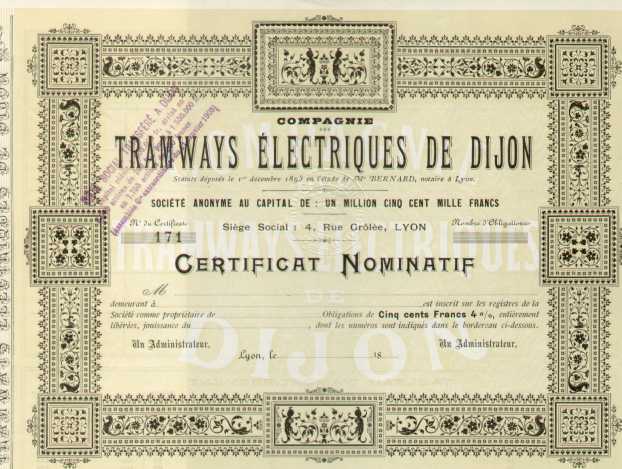 COMPAGNIE
DES
TRAMWAYS ÉLECTRIQUES DE DIJON
Statuts déposés le 1er décembre 1893 en l'étude de Me BERNARD, notaire à Lyon.
SOCIÉTÉ ANONYME AU CAPITAL DE : UN MILLION CINQ CENT MILLE FRANCS
No du Certificat
171
Siège Social : 4, Rue Grôlée, LYON
Nombre d'Obligations
CERTIFICAT NOMINATIF
M
demeurant à est inscrit sur les registres de la
Société comme propriétaire de Obligations de Cinq cents Francs 4 o/o, entièrement
libérées, jouissance du , dont les numéros sont indiqués dans le bordereau ci-dessous.
Un Administrateur.
Un Administrateur.
Lyon, le 18
TRAMWAYS ÉLECTRIQUES
DE
DIJON